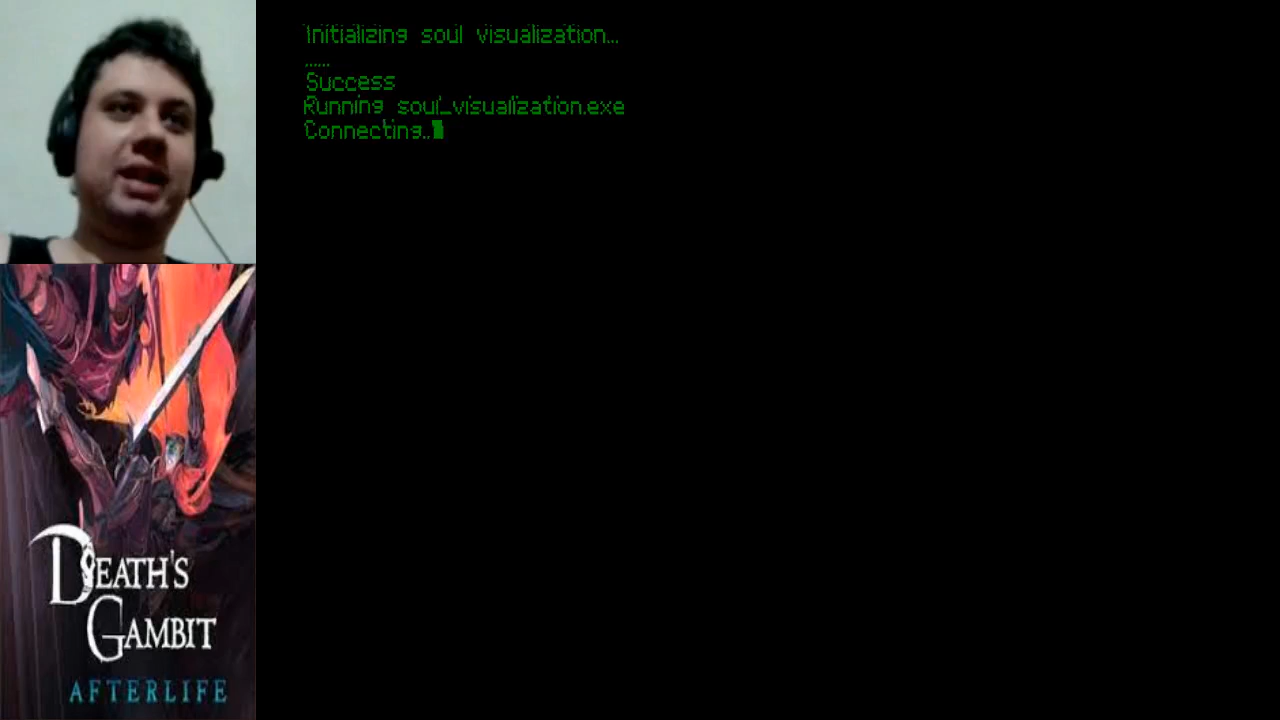 Initializing soul visualization...
......
Success
Running soul_visualization.exe
Connecting..
DEATH'S
GAMBIT
AFTERLIFE